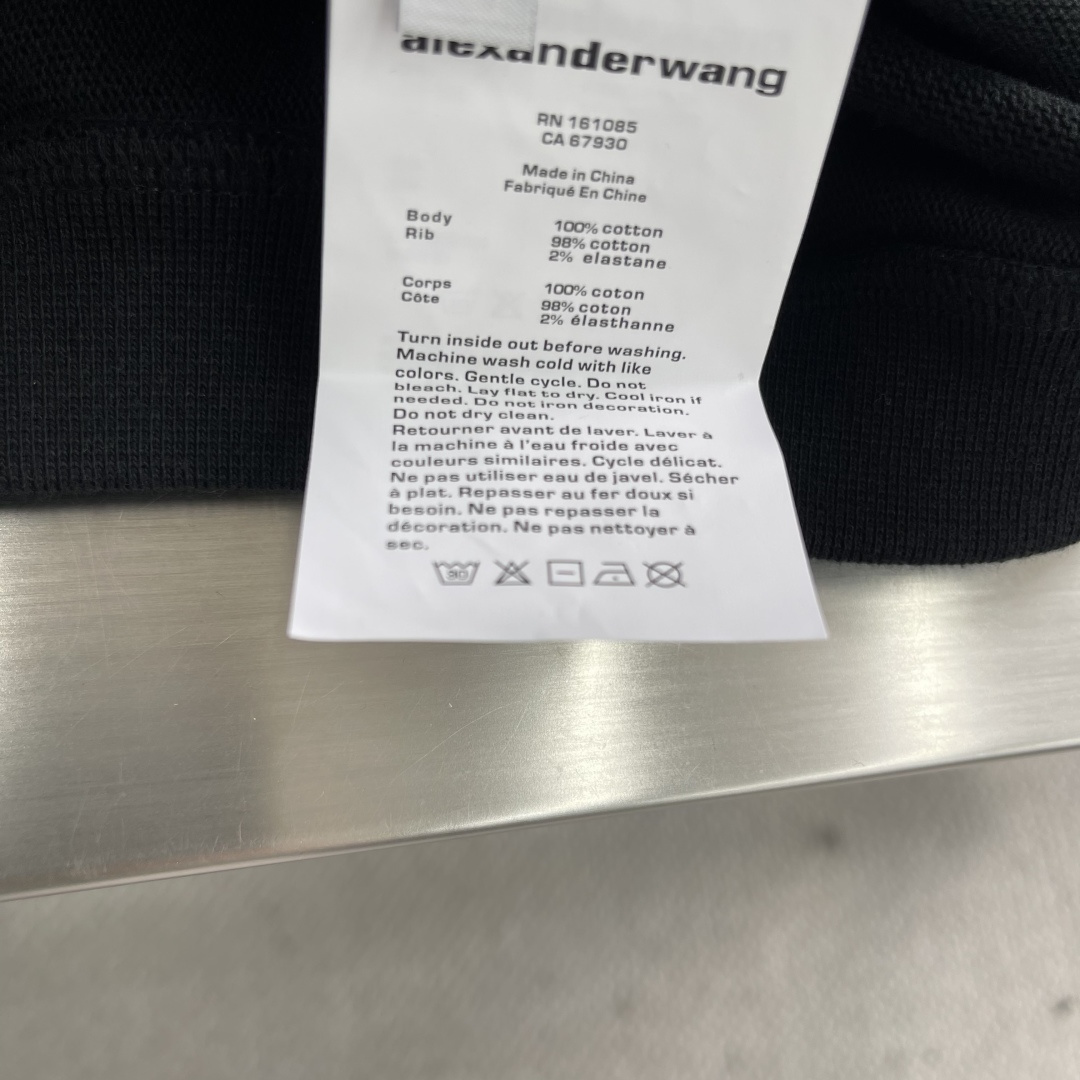 alexanderwang
RN 161085
CA 67930
Made in China
Fabriqué En Chine
Body 100% cotton
Rib 98% cotton
2% elastane
Corps 100% coton
Côte 98% coton
2% élasthanne
Turn inside out before washing.
Machine wash cold with like
colors. Gentle cycle. Do not
bleach. Lay flat to dry. Cool iron if
needed. Do not iron decoration.
Do not dry clean.
Retourner avant de laver. Laver à
la machine à l'eau froide avec
couleurs similaires. Cycle délicat.
Ne pas utiliser eau de javel. Sécher
à plat. Repasser au fer doux si
besoin. Ne pas repasser la
décoration. Ne pas nettoyer à
sec.
30